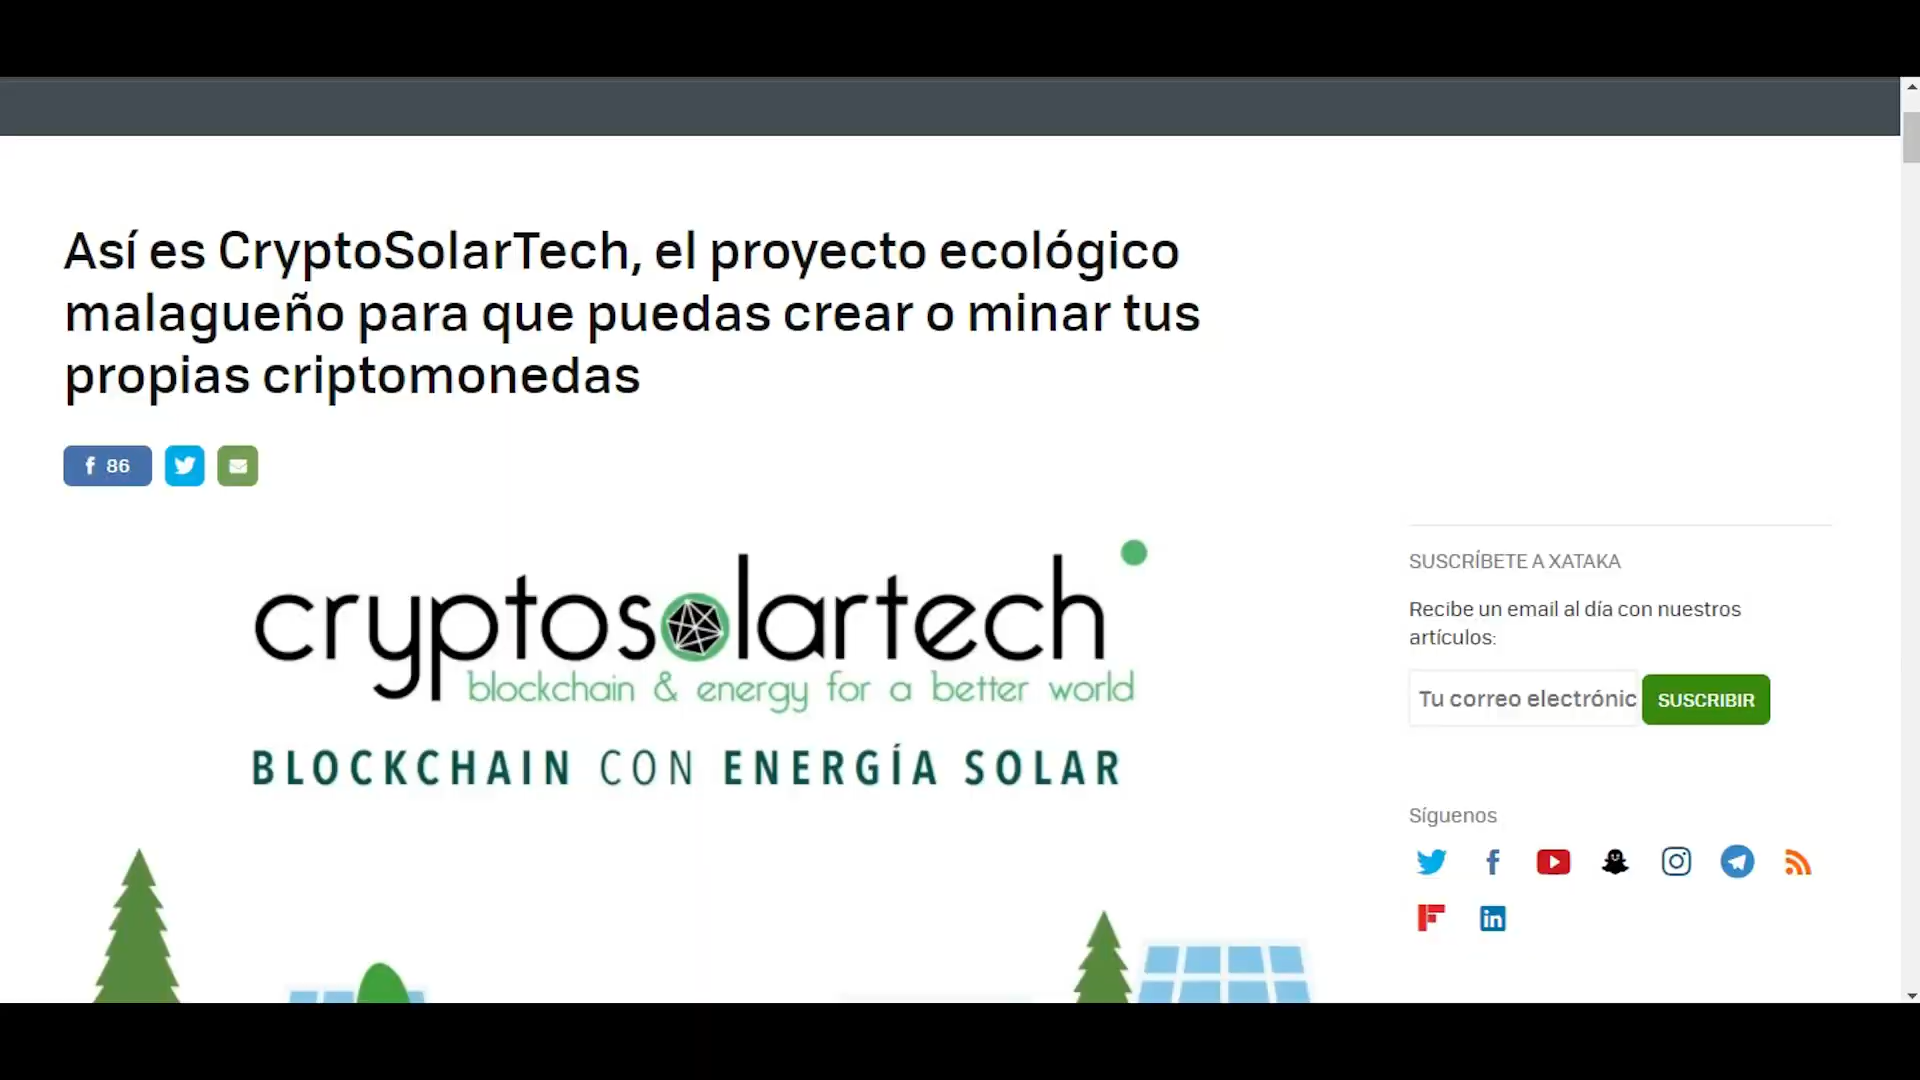 Así es CryptoSolarTech, el proyecto ecológico
malagueño para que puedas crear o minar tus
propias criptomonedas
86
cryptosolartech
blockchain & energy for a better world
BLOCKCHAIN CON ENERGÍA SOLAR
SUSCRÍBETE A XATAKA
Recibe un email al día con nuestros
artículos:
Tu correo electrónic
SUSCRIBIR
Síguenos